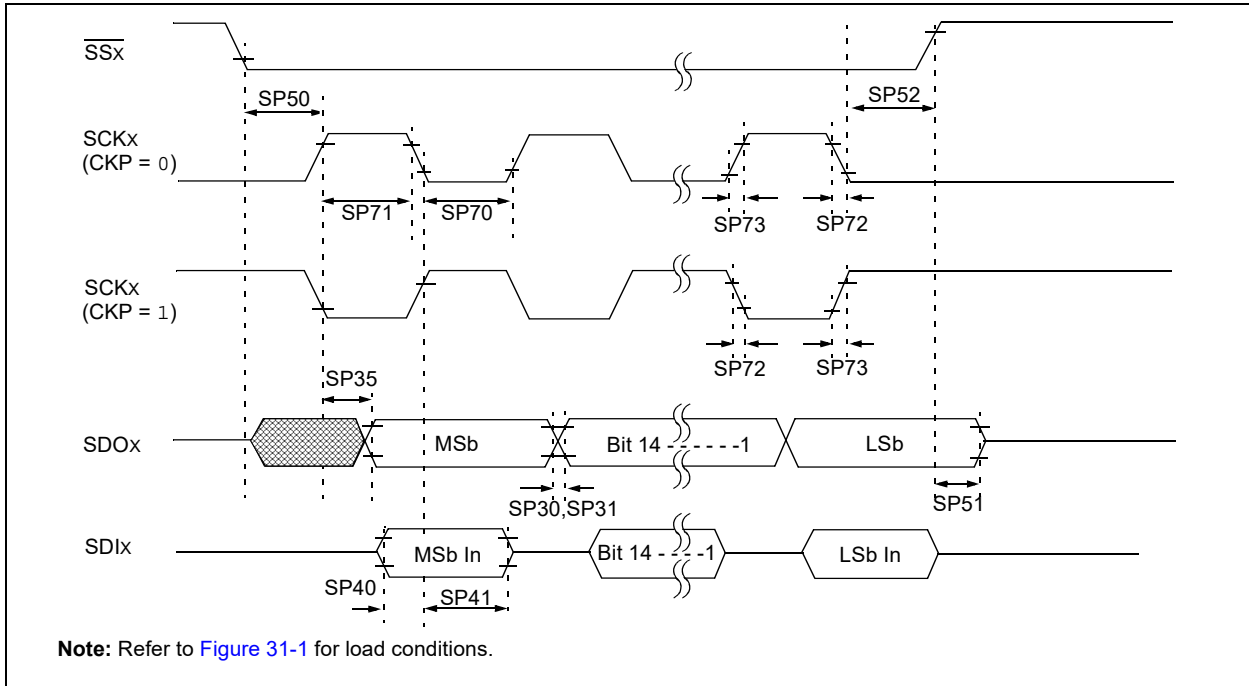 SSx
SP50
SP52
SCKx
(CKP = 0)
SP71
SP70
SP73
SP72
SCKx
(CKP = 1)
SP72
SP73
SP35
SDOx
MSb
Bit 14 - - - - - -1
LSb
SP30,SP31
SP51
SDIx
MSb In
Bit 14 - - - -1
LSb In
SP40
SP41
Note: Refer to Figure 31-1 for load conditions.